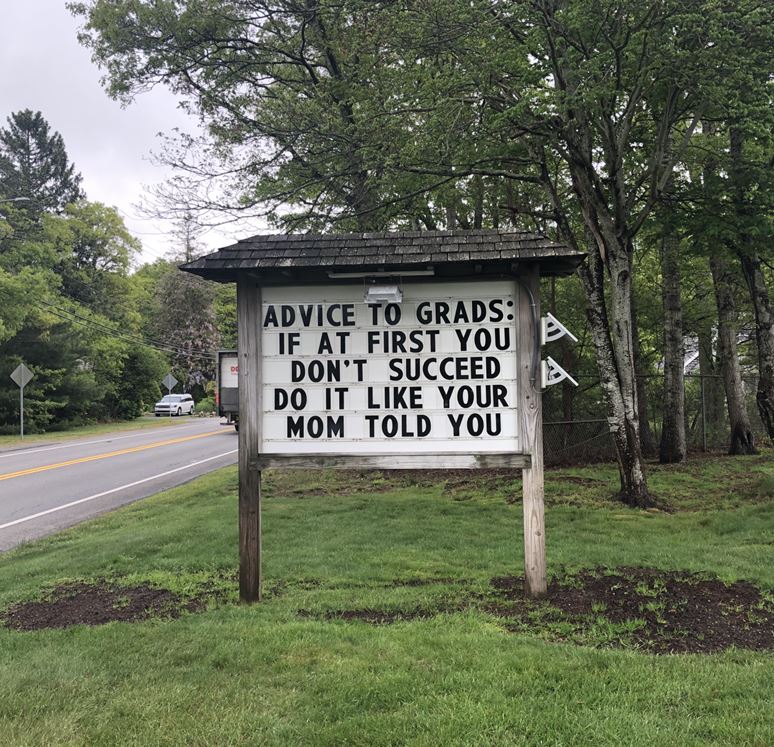 ADVICE TO GRADS:
IF AT FIRST YOU
DON'T SUCCEED
DO IT LIKE YOUR
MOM TOLD YOU